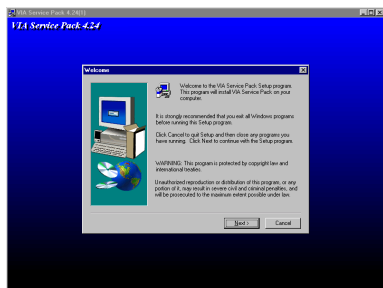 VIA Service Pack 4.24(1)
VIA Service Pack 4.24
Welcome
Welcome to the VIA Service Pack Setup program.
This program will install VIA Service Pack on your
computer.
It is strongly recommended that you exit all Windows programs
before running this Setup program.
Click Cancel to quit Setup and then close any programs you
have running. Click Next to continue with the Setup program.
WARNING: This program is protected by copyright law and
international treaties.
Unauthorized reproduction or distribution of this program, or any
portion of it, may result in severe civil and criminal penalties, and
will be prosecuted to the maximum extent possible under law.
Next >
Cancel